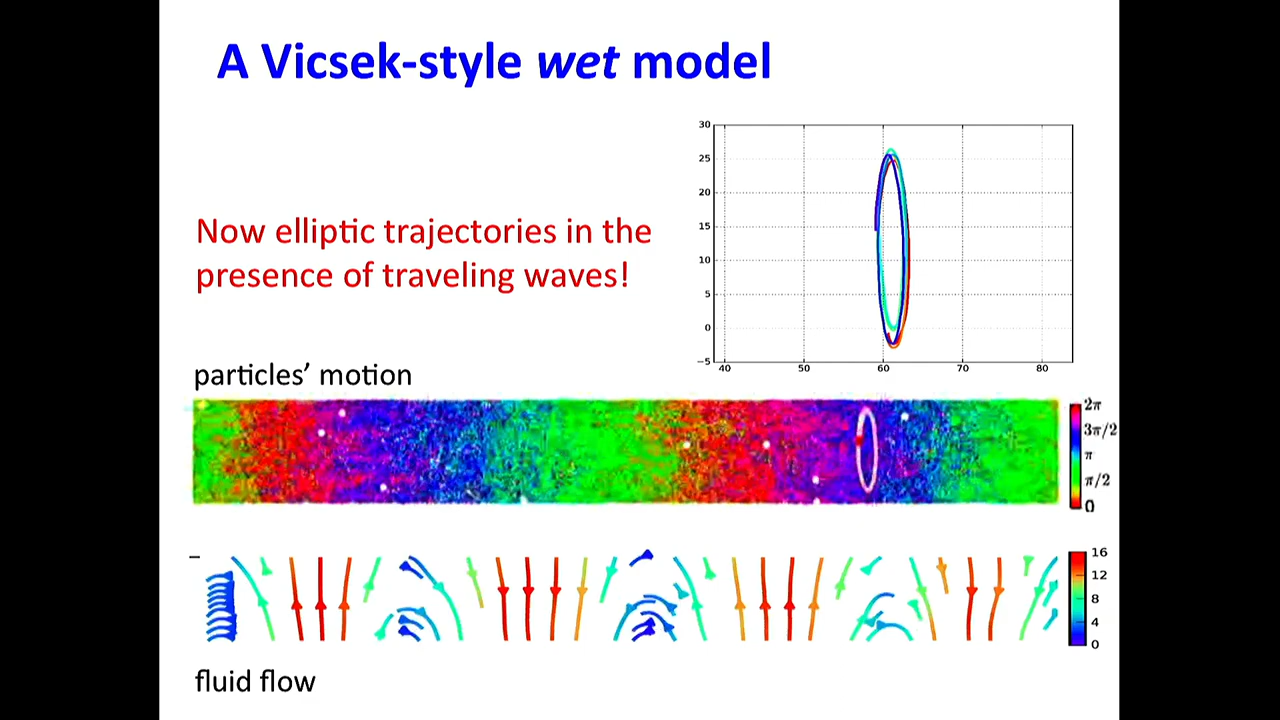 A Vicsek-style wet model
Now elliptic trajectories in the
presence of traveling waves!
30
25
20
15
10
5
0
−5
40 50 60 70 80
particles’ motion
2π
3π/2
π
π/2
0
16
12
8
4
0
fluid flow